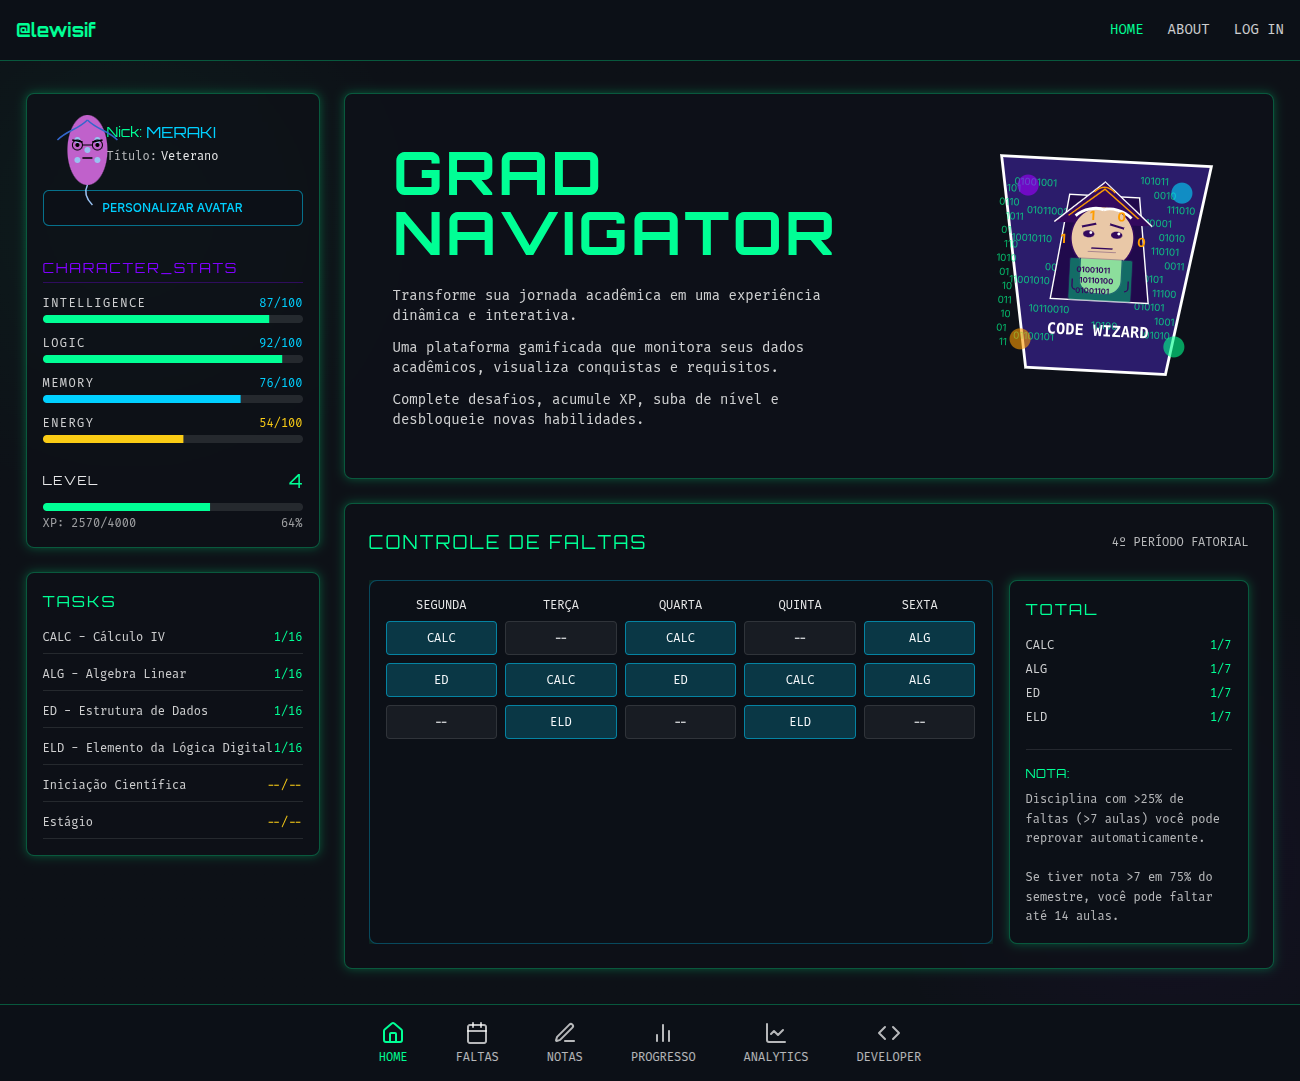 @lewisif
HOME ABOUT LOG IN
Nick: MERAKI
Título: Veterano
PERSONALIZAR AVATAR
CHARACTER_STATS
INTELLIGENCE 87/100
LOGIC 92/100
MEMORY 76/100
ENERGY 54/100
LEVEL 4
XP: 2570/4000 64%
TASKS
CALC - Cálculo IV 1/16
ALG - Algebra Linear 1/16
ED - Estrutura de Dados 1/16
ELD - Elemento da Lógica Digital 1/16
Iniciação Científica --/--
Estágio --/--
GRAD
NAVIGATOR
Transforme sua jornada acadêmica em uma experiência
dinâmica e interativa.
Uma plataforma gamificada que monitora seus dados
acadêmicos, visualiza conquistas e requisitos.
Complete desafios, acumule XP, suba de nível e
desbloqueie novas habilidades.
01001011
10110100
01001101
CODE WIZARD
CONTROLE DE FALTAS
4º PERÍODO FATORIAL
SEGUNDA TERÇA QUARTA QUINTA SEXTA
CALC -- CALC -- ALG
ED CALC ED CALC ALG
-- ELD -- ELD --
TOTAL
CALC 1/7
ALG 1/7
ED 1/7
ELD 1/7
NOTA:
Disciplina com >25% de
faltas (>7 aulas) você pode
reprovar automaticamente.
Se tiver nota >7 em 75% do
semestre, você pode faltar
até 14 aulas.
HOME FALTAS NOTAS PROGRESSO ANALYTICS DEVELOPER